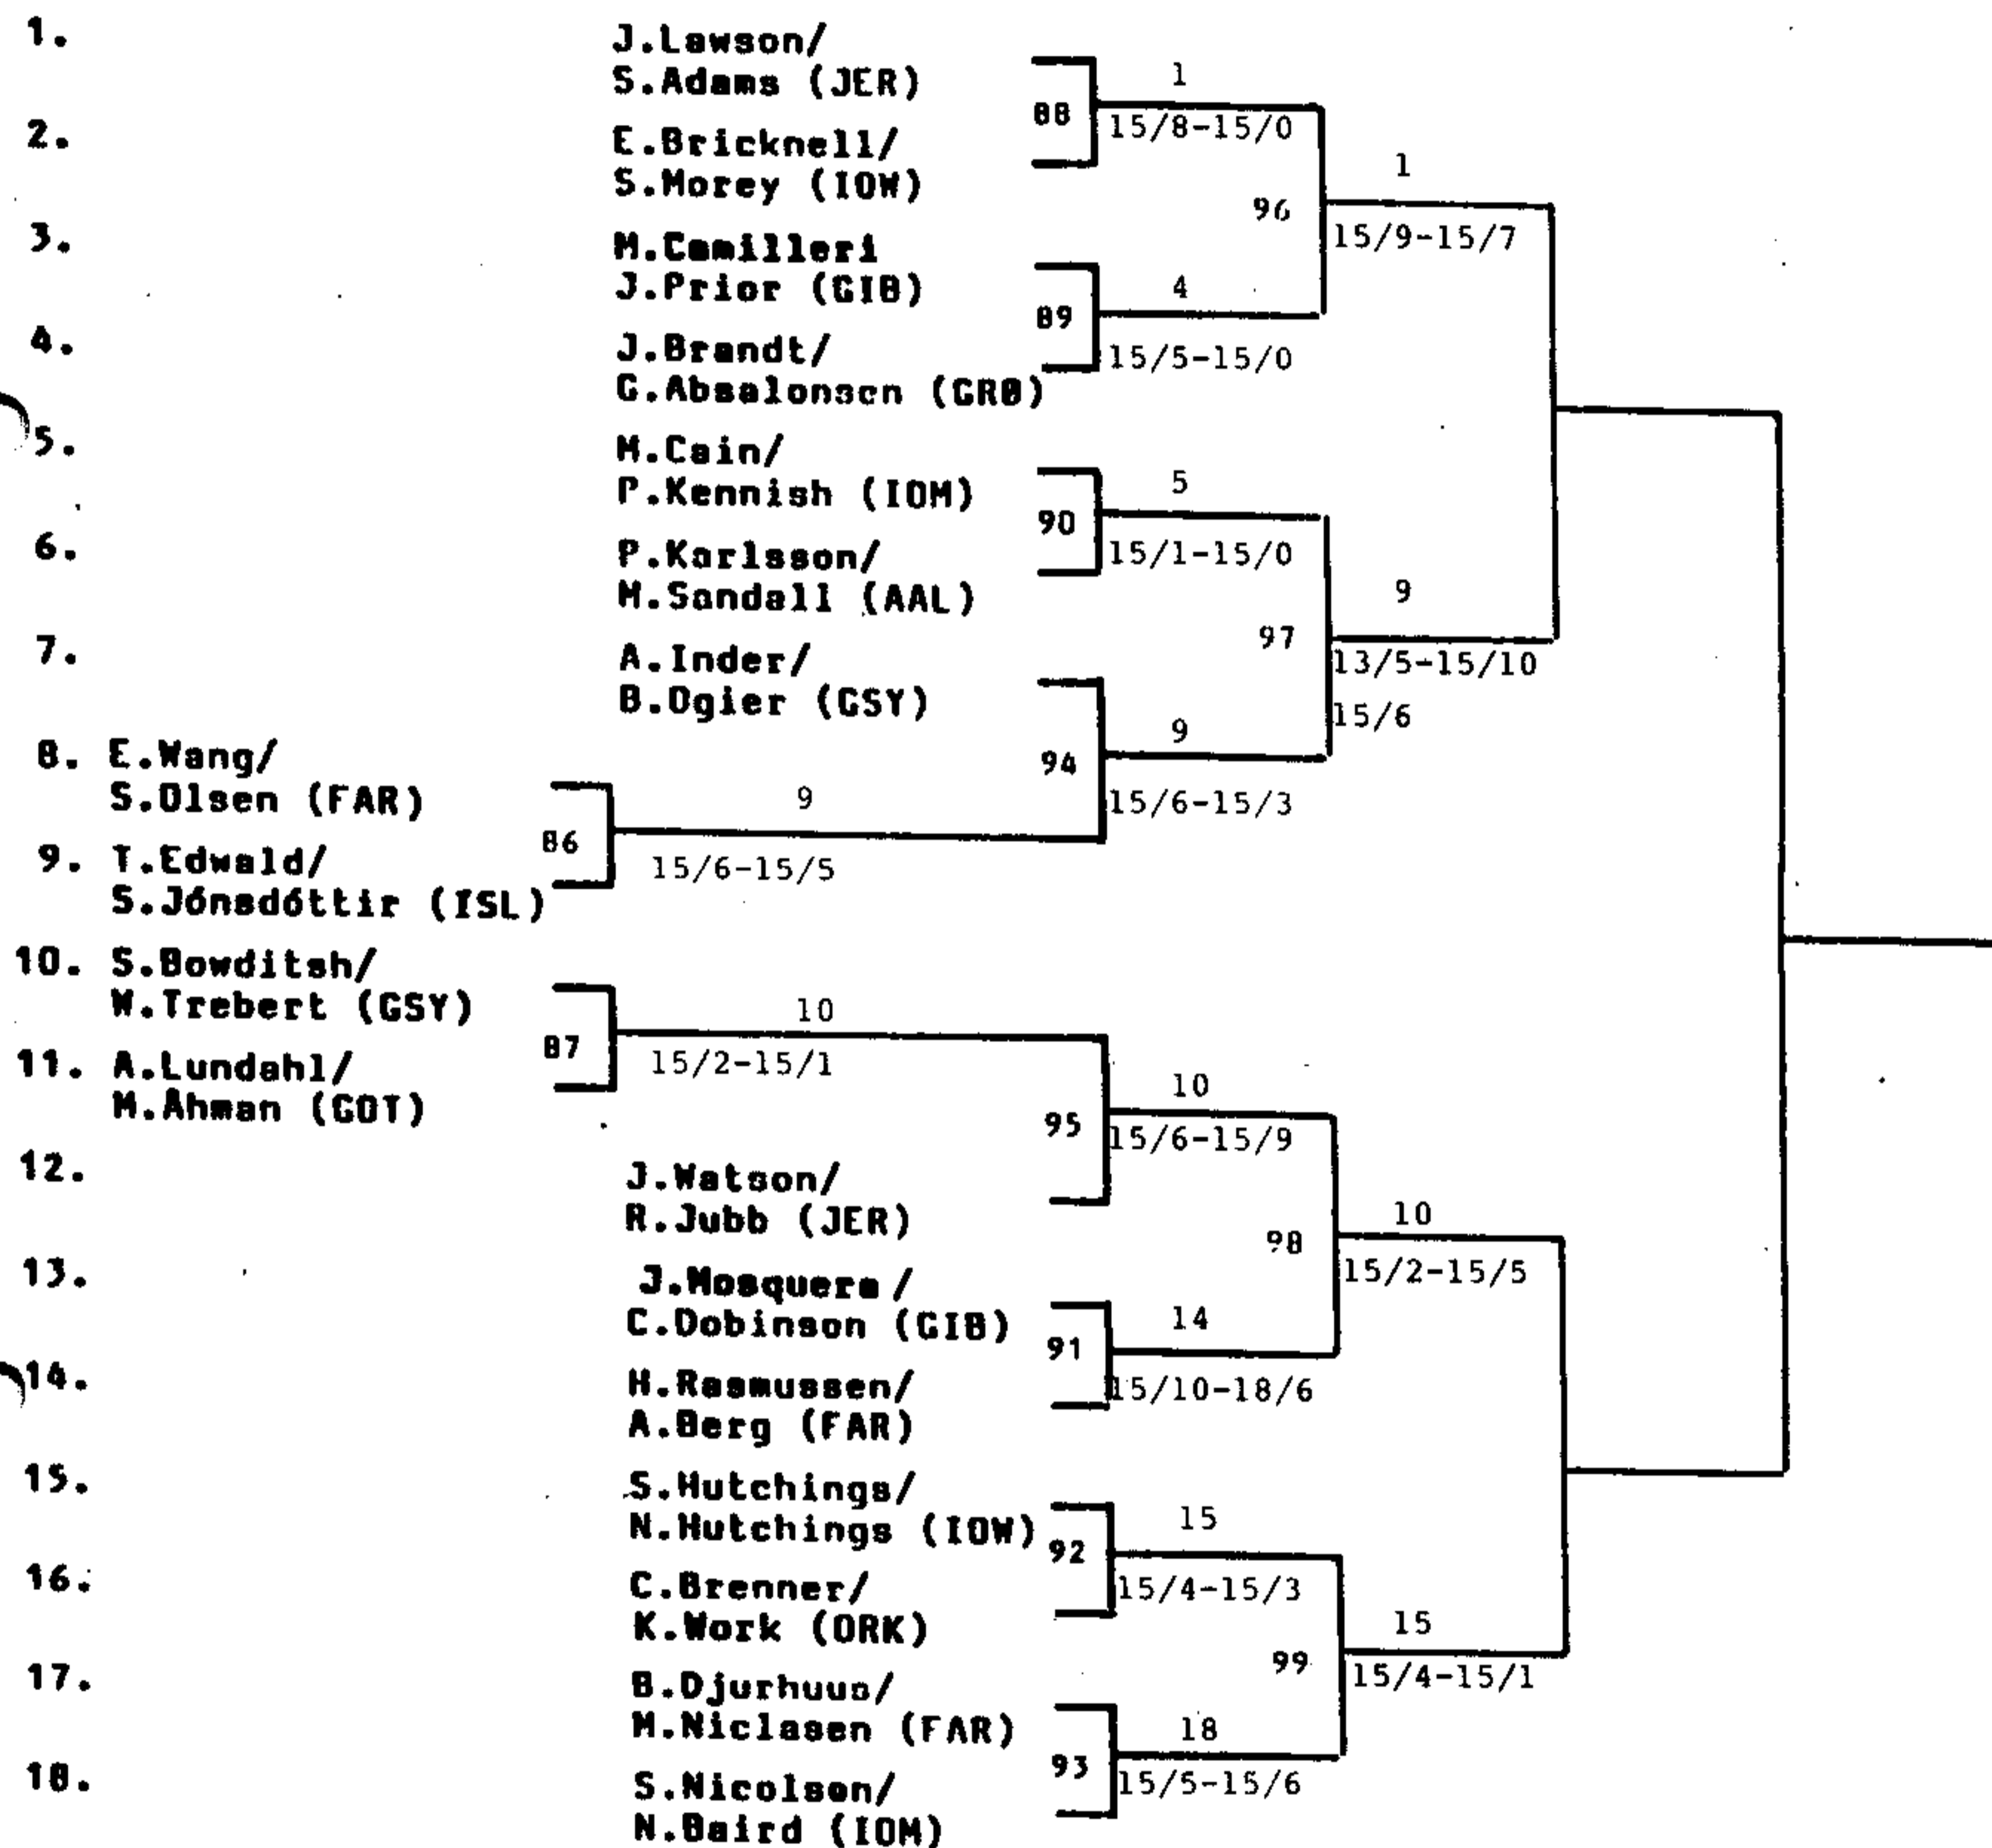 1.
J.Lawson/
S.Adams (JER)
88
1
15/8-15/0
2.
E.Bricknell/
S.Morey (IOW)
96
1
15/9-15/7
3.
M.Camilleri
J.Prior (GIB)
89
4
15/5-15/0
4.
J.Brandt/
G.Absalonsen (GRØ)
5.
M.Cain/
P.Kennish (IOM)
90
5
15/1-15/0
6.
P.Karlsson/
M.Sandell (AAL)
97
9
13/5-15/10
15/6
7.
A.Inder/
B.Ogier (GSY)
94
9
15/6-15/3
8. E.Wang/
S.Olsen (FAR)
86
9
15/6-15/5
9. T.Edwald/
S.Jónsdóttir (ISL)
10. S.Bowditsh/
W.Trebert (GSY)
87
10
15/2-15/1
11. A.Lundahl/
M.Åhman (GOT)
95
10
15/6-15/9
12.
J.Watson/
R.Jubb (JER)
98
10
15/2-15/5
13.
J.Mosquera/
C.Dobinson (GIB)
91
14
15/10-18/6
14.
H.Rasmussen/
A.Berg (FAR)
15.
S.Hutchings/
N.Hutchings (IOW)
92
15
15/4-15/3
16.
C.Brenner/
K.Work (ORK)
99
15
15/4-15/1
17.
B.Djurhuus/
M.Niclasen (FAR)
93
18
15/5-15/6
18.
S.Nicolson/
N.Baird (IOM)